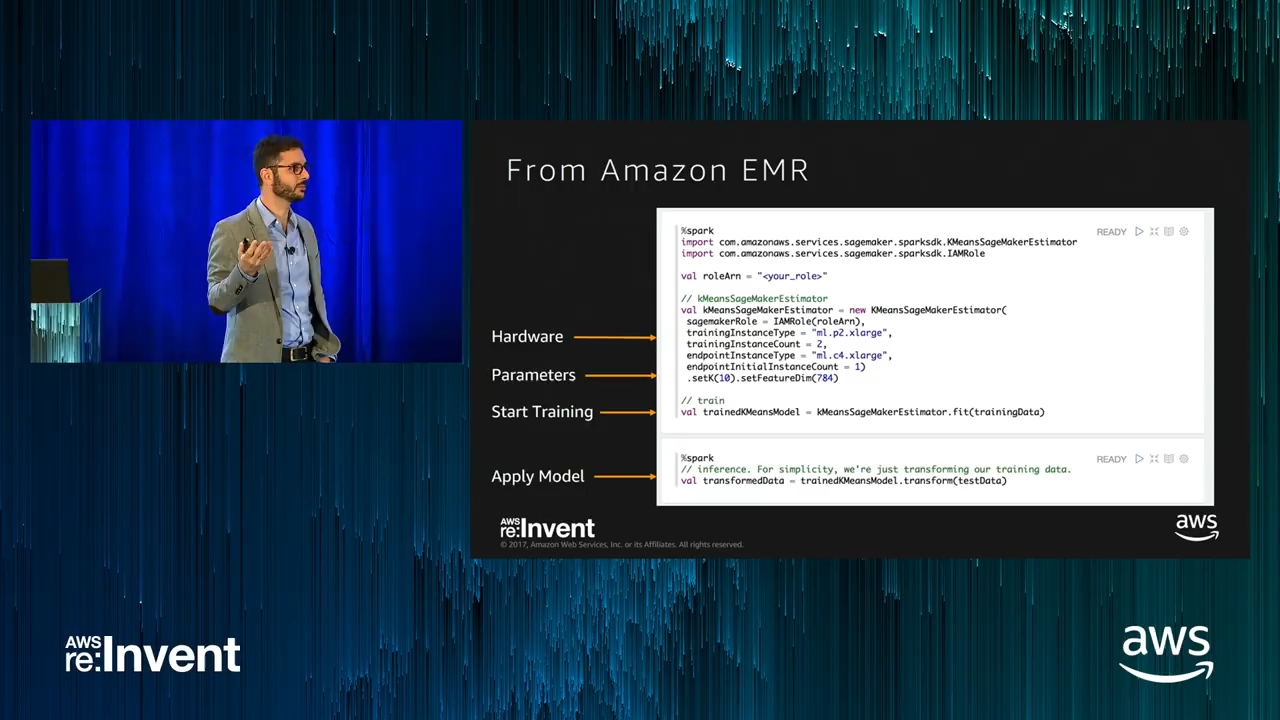 From Amazon EMR
%spark
READY
import com.amazonaws.services.sagemaker.sparksdk.KMeansSageMakerEstimator
import com.amazonaws.services.sagemaker.sparksdk.IAMRole
val roleArn = "<your_role>"
// kMeansSageMakerEstimator
val kMeansSageMakerEstimator = new KMeansSageMakerEstimator(
sagemakerRole = IAMRole(roleArn),
trainingInstanceType = "ml.p2.xlarge",
trainingInstanceCount = 2,
endpointInstanceType = "ml.c4.xlarge",
endpointInitialInstanceCount = 1)
.setK(10).setFeatureDim(784)
// train
val trainedKMeansModel = kMeansSageMakerEstimator.fit(trainingData)
Hardware
Parameters
Start Training
Apply Model
%spark
READY
// inference. For simplicity, we're just transforming our training data.
val transformedData = trainedKMeansModel.transform(testData)
AWS
re:Invent
© 2017, Amazon Web Services, Inc. or its Affiliates. All rights reserved.
aws
AWS
re:Invent
aws